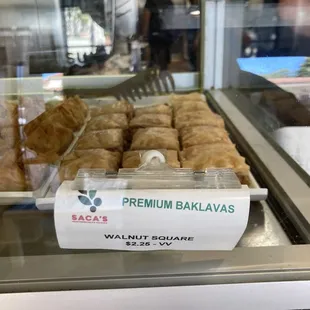 SACA'S
PREMIUM BAKLAVAS
WALNUT SQUARE
$2.25 - VV